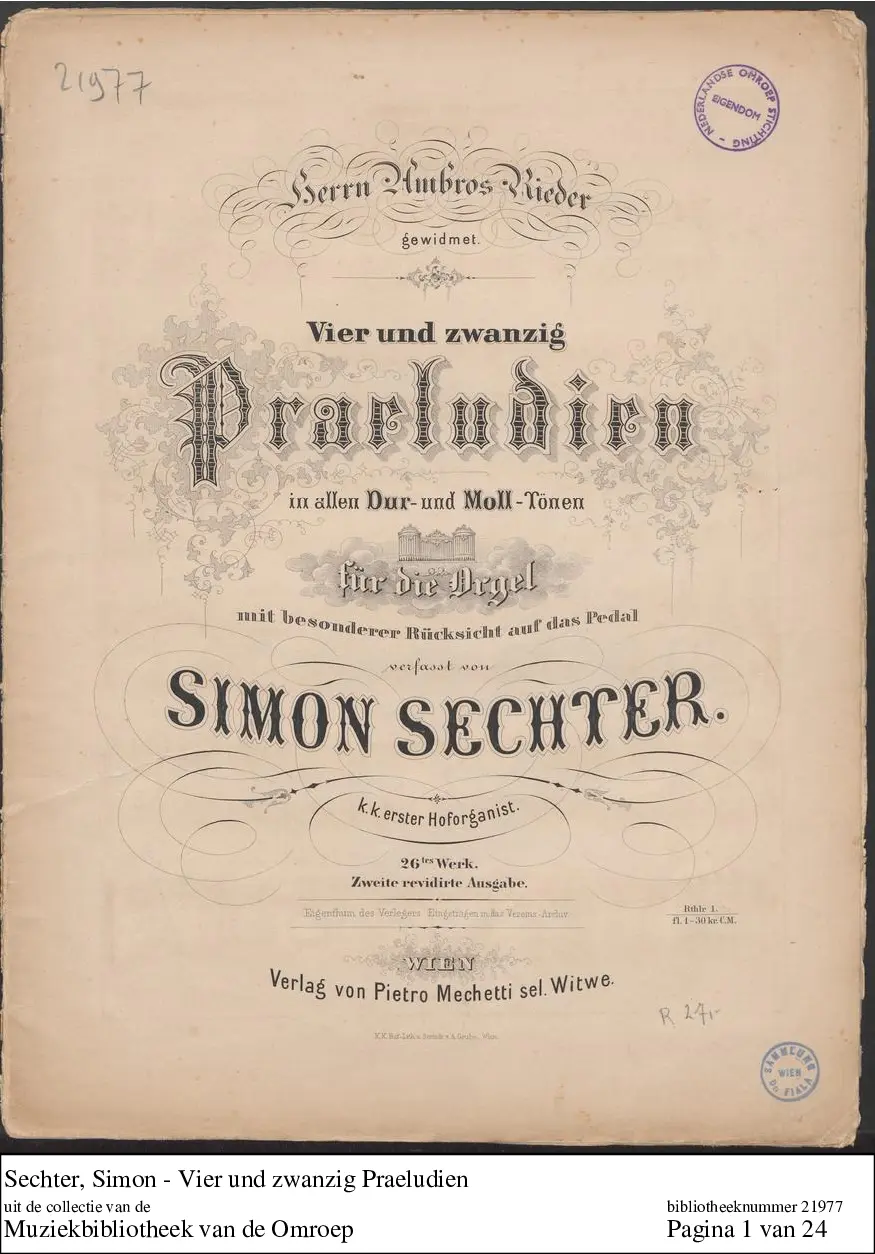 21977
NEDERLANDSE OMROEP STICHTING -
EIGENDOM
Herrn Ambros Rieder
gewidmet.
Vier und zwanzig
Praeludien
in allen Dur- und Moll-Tönen
für die Orgel
mit besonderer Rücksicht auf das Pedal
verfasst von
SIMON SECHTER.
k.k. erster Hoforganist.
26tes Werk.
Zweite revidirte Ausgabe.
Eigenthum des Verlegers Eingetragen in das Vereins-Archiv
Rthlr 1.
fl. 1-30 kr. C.M.
WIEN
Verlag von Pietro Mechetti sel. Witwe.
R 27,-
K.K. Hof-Lith. Wien.
SAMMLUNG
WIEN
Dr. FIALA
Sechter, Simon - Vier und zwanzig Praeludien
uit de collectie van de
bibliotheeknummer 21977
Muziekbibliotheek van de Omroep
Pagina 1 van 24